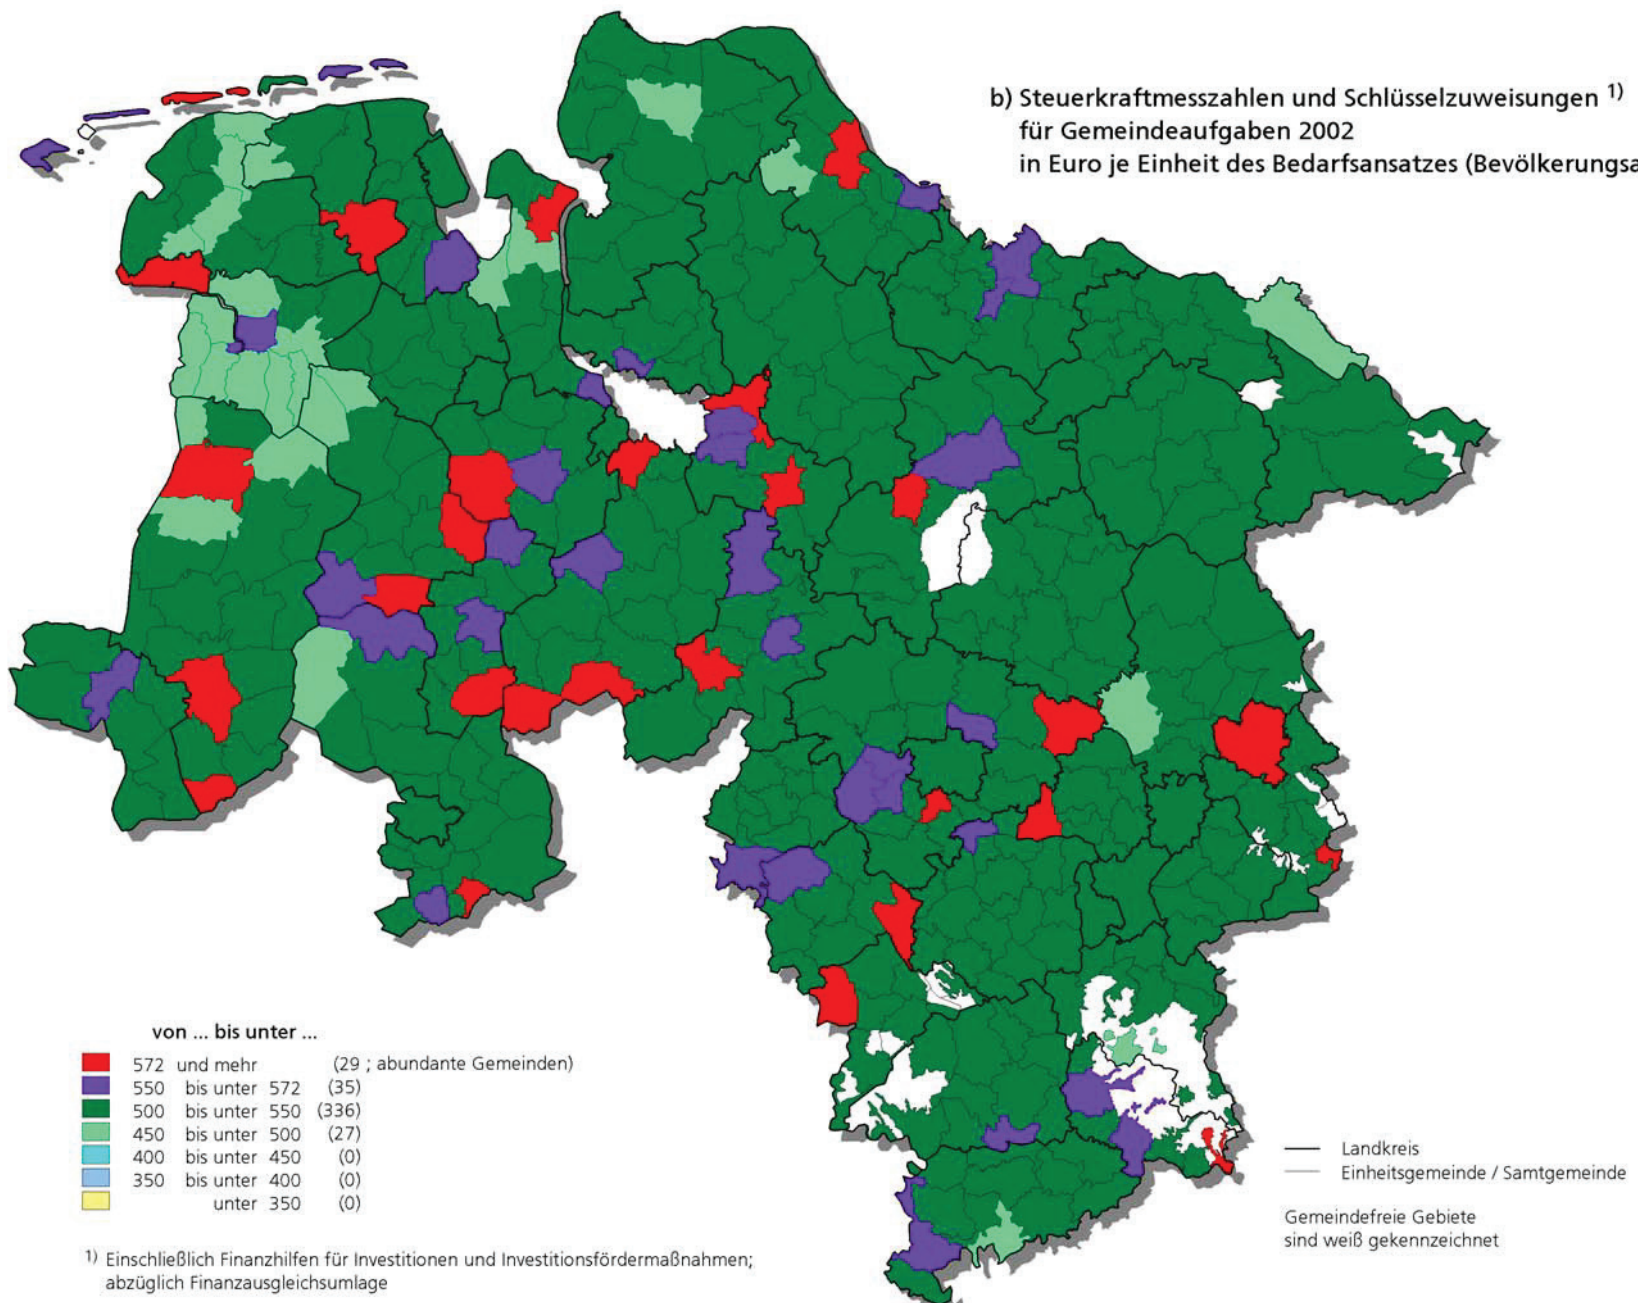 b) Steuerkraftmesszahlen und Schlüsselzuweisungen 1)
für Gemeindeaufgaben 2002
in Euro je Einheit des Bedarfsansatzes (Bevölkerungsa
von ... bis unter ...
572 und mehr (29 ; abundante Gemeinden)
550 bis unter 572 (35)
500 bis unter 550 (336)
450 bis unter 500 (27)
400 bis unter 450 (0)
350 bis unter 400 (0)
unter 350 (0)
Landkreis
Einheitsgemeinde / Samtgemeinde
Gemeindefreie Gebiete
sind weiß gekennzeichnet
1) Einschließlich Finanzhilfen für Investitionen und Investitionsfördermaßnahmen;
abzüglich Finanzausgleichsumlage